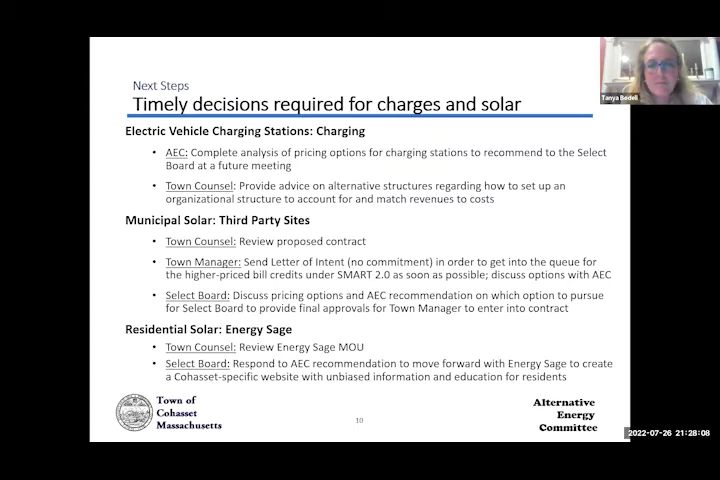 Next Steps
Timely decisions required for charges and solar
Electric Vehicle Charging Stations: Charging
• AEC: Complete analysis of pricing options for charging stations to recommend to the Select
Board at a future meeting
• Town Counsel: Provide advice on alternative structures regarding how to set up an
organizational structure to account for and match revenues to costs
Municipal Solar: Third Party Sites
• Town Counsel: Review proposed contract
• Town Manager: Send Letter of Intent (no commitment) in order to get into the queue for
the higher-priced bill credits under SMART 2.0 as soon as possible; discuss options with AEC
• Select Board: Discuss pricing options and AEC recommendation on which option to pursue
for Select Board to provide final approvals for Town Manager to enter into contract
Residential Solar: Energy Sage
• Town Counsel: Review Energy Sage MOU
• Select Board: Respond to AEC recommendation to move forward with Energy Sage to create
a Cohasset-specific website with unbiased information and education for residents
Town of
Cohasset
Massachusetts
10
Alternative
Energy
Committee
Tanya Bodell
2022-07-26 21:28:08